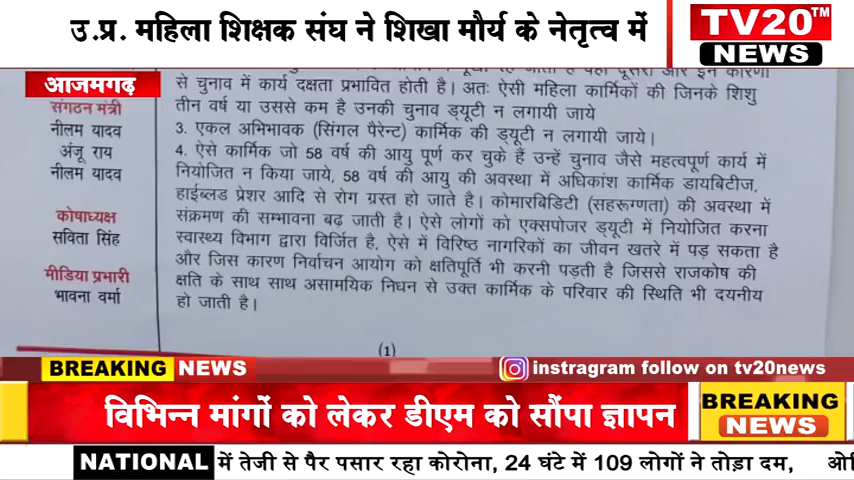 उ.प्र. महिला शिक्षक संघ ने शिखा मौर्य के नेतृत्व में
TV20™
NEWS
आजमगढ़
संगठन मंत्री
नीलम यादव
अंजू राय
नीलम यादव
कोषाध्यक्ष
सविता सिंह
मीडिया प्रभारी
भावना वर्मा
से चुनाव में कार्य दक्षता प्रभावित होती है। अतः ऐसी महिला कार्मिकों की जिनके शिशु
तीन वर्ष या उससे कम है उनकी चुनाव ड्यूटी न लगायी जाये
3. एकल अभिभावक (सिंगल पैरेन्ट) कार्मिक की ड्यूटी न लगायी जाये।
4. ऐसे कार्मिक जो 58 वर्ष की आयु पूर्ण कर चुके हैं उन्हें चुनाव जैसे महत्वपूर्ण कार्य में
नियोजित न किया जाये, 58 वर्ष की आयु की अवस्था में अधिकांश कार्मिक डायबिटीज,
हाईब्लड प्रेशर आदि से रोग ग्रस्त हो जाते है। कोमारबिडिटी (सहरूग्णता) की अवस्था में
संक्रमण की सम्भावना बढ़ जाती है। ऐसे लोगों को एक्सपोजर ड्यूटी में नियोजित करना
स्वास्थ्य विभाग द्वारा विर्जित है, ऐसे में विरिष्ठ नागरिकों का जीवन खतरे में पड़ सकता है
और जिस कारण निर्वाचन आयोग को क्षतिपूर्ति भी करनी पड़ती है जिससे राजकोष की
क्षति के साथ साथ असामयिक निधन से उक्त कार्मिक के परिवार की स्थिति भी दयनीय
हो जाती है।
(1)
BREAKING NEWS
instragram follow on tv20news
विभिन्न मांगों को लेकर डीएम को सौंपा ज्ञापन
BREAKING
NEWS
NATIONAL में तेजी से पैर पसार रहा कोरोना, 24 घंटे में 109 लोगों ने तोड़ा दम,